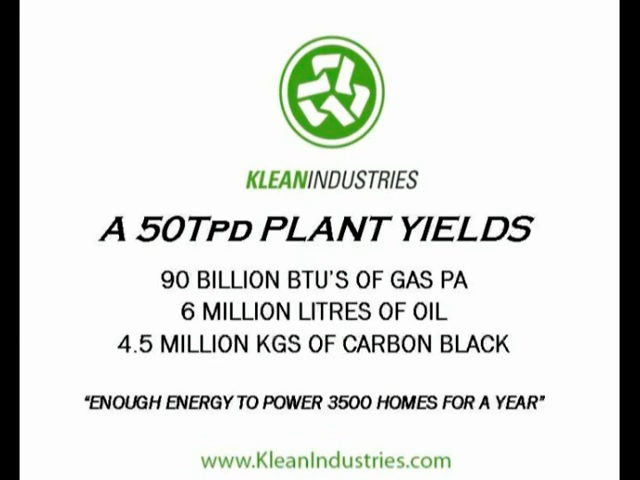 KLEANINDUSTRIES
A 50TPD PLANT YIELDS
90 BILLION BTU'S OF GAS PA
6 MILLION LITRES OF OIL
4.5 MILLION KGS OF CARBON BLACK
"ENOUGH ENERGY TO POWER 3500 HOMES FOR A YEAR"
www.KleanIndustries.com